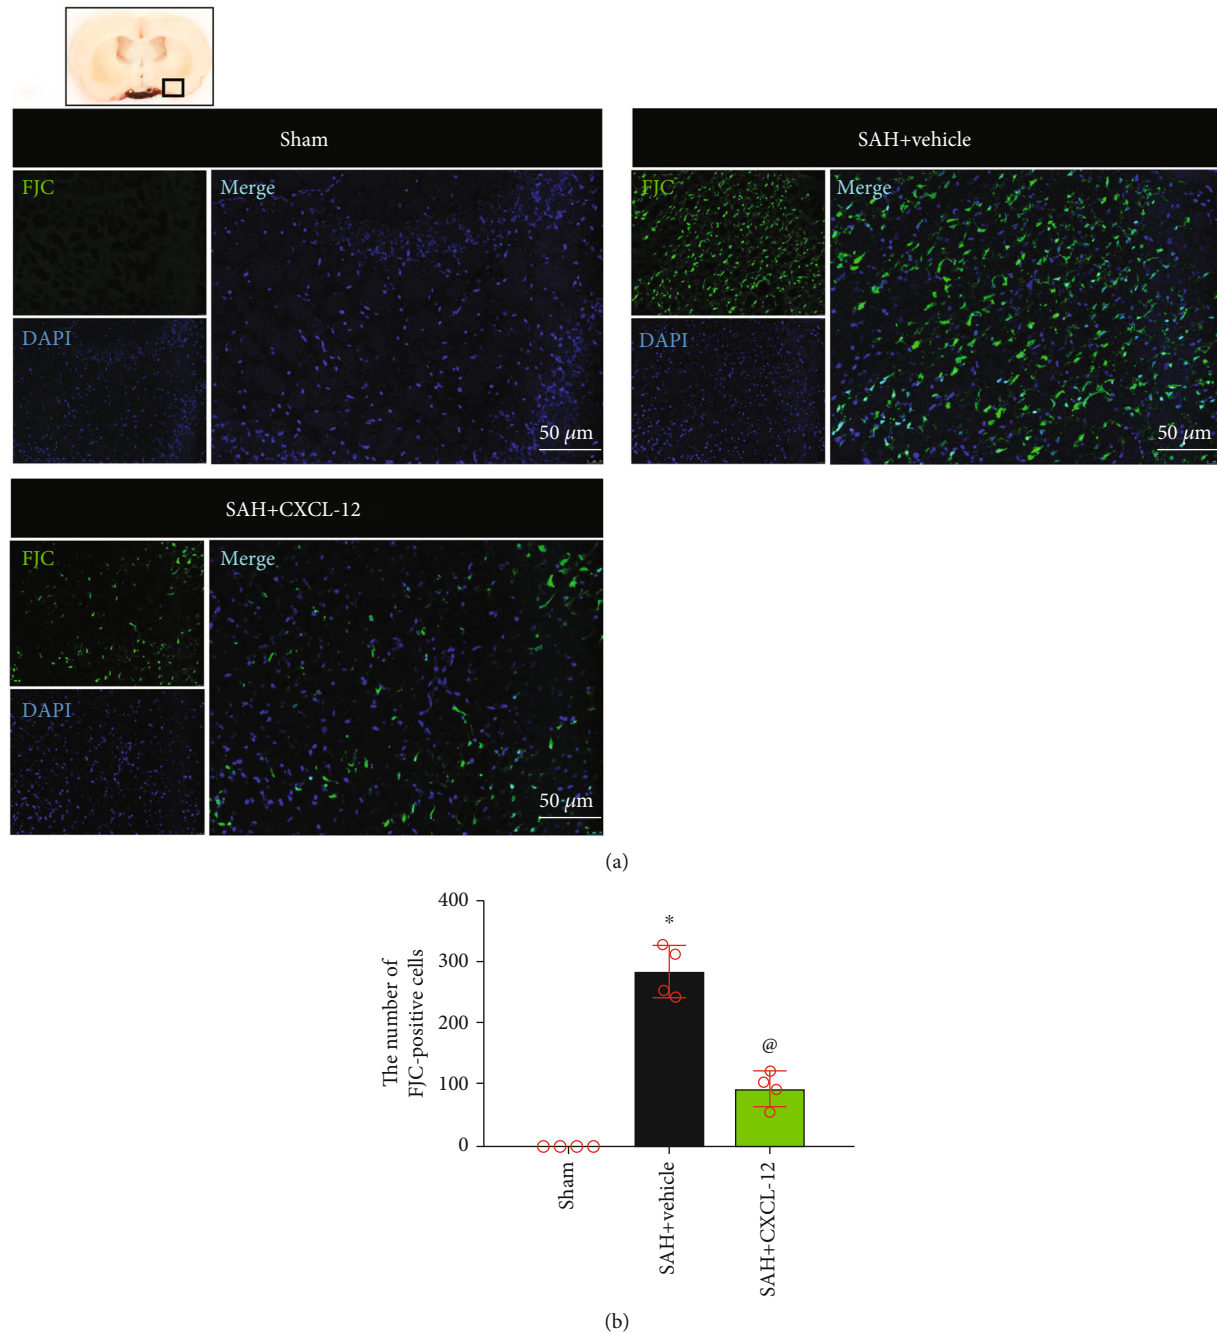 Sham
SAH+vehicle
FJC
Merge
FJC
Merge
DAPI
DAPI
50 μm
50 μm
SAH+CXCL-12
FJC
Merge
DAPI
50 μm
(a)
400
300
200
100
0
The number of
FJC-positive cells
*
@
Sham
SAH+vehicle
SAH+CXCL-12
(b)